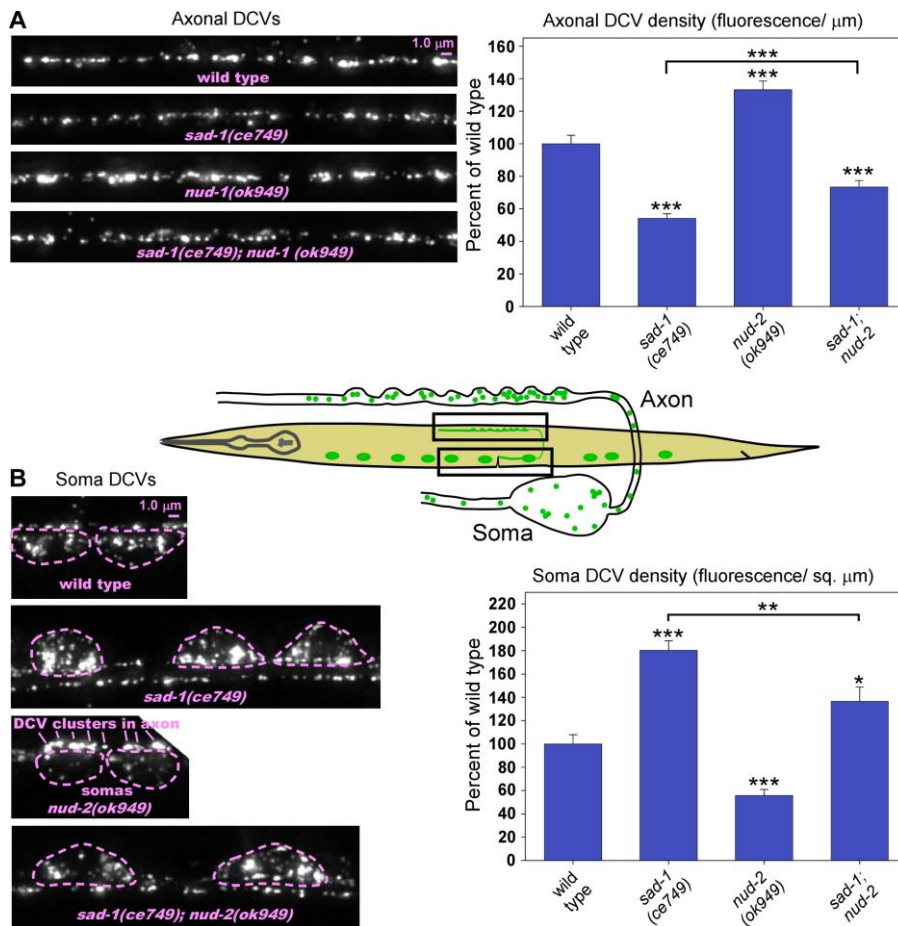 A
Axonal DCVs
1.0 μm
wild type
sad-1(ce749)
nud-1(ok949)
sad-1(ce749); nud-1 (ok949)
Axonal DCV density (fluorescence/ μm)
Percent of wild type
160
140
120
100
80
60
40
20
0
***
***
***
***
wild
type
sad-1
(ce749)
nud-2
(ok949)
sad-1;
nud-2
Axon
Soma
B
Soma DCVs
1.0 μm
wild type
sad-1(ce749)
DCV clusters in axon
somas
nud-2(ok949)
sad-1(ce749); nud-2(ok949)
Soma DCV density (fluorescence/ sq. μm)
Percent of wild type
220
200
180
160
140
120
100
80
60
40
20
0
**
***
***
*
wild
type
sad-1
(ce749)
nud-2
(ok949)
sad-1;
nud-2